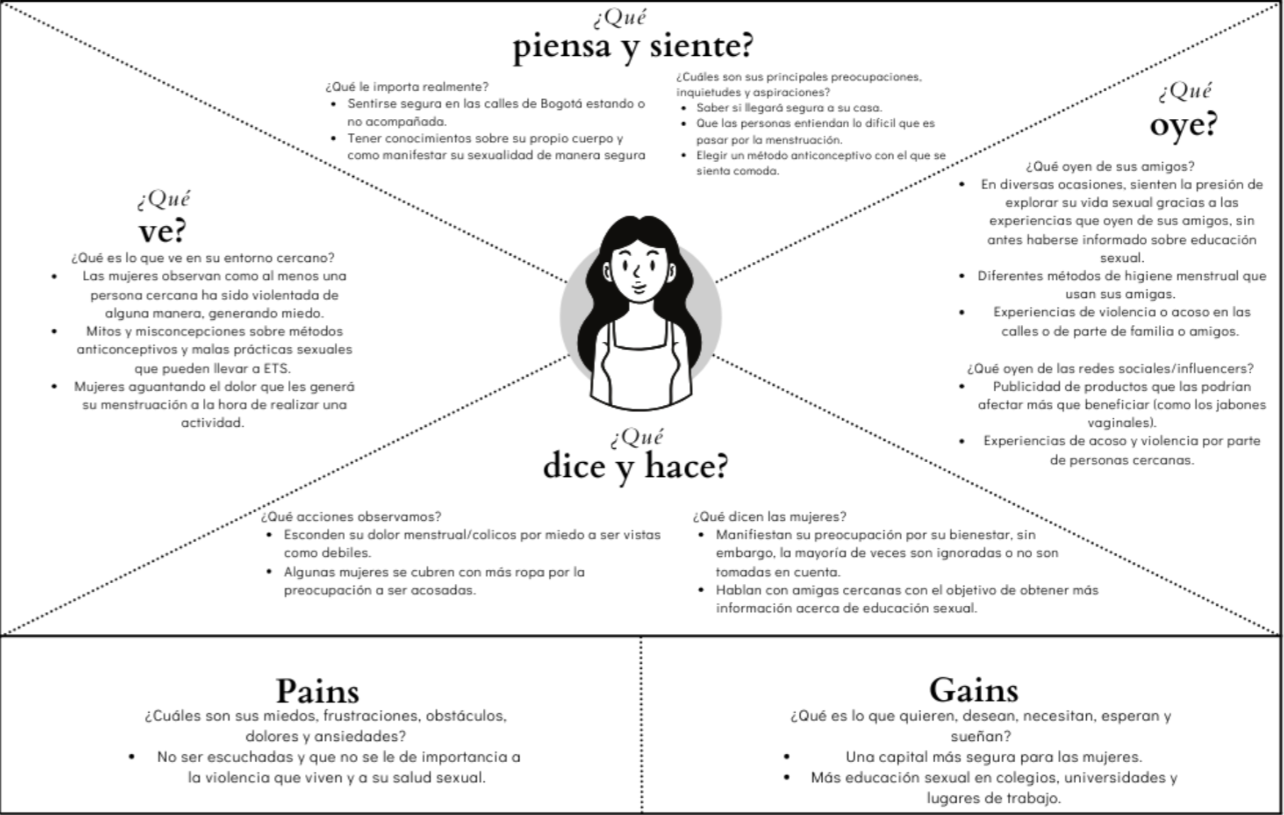 ¿Qué
piensa y siente?
¿Qué le importa realmente?
• Sentirse segura en las calles de Bogotá estando o
no acompañada.
• Tener conocimientos sobre su propio cuerpo y
como manifestar su sexualidad de manera segura
¿Cuáles son sus principales preocupaciones,
inquietudes y aspiraciones?
• Saber si llegará segura a su casa.
• Que las personas entiendan lo dificil que es
pasar por la menstruación.
• Elegir un método anticonceptivo con el que se
sienta comoda.
¿Qué
ve?
¿Qué es lo que ve en su entorno cercano?
• Las mujeres observan como al menos una
persona cercana ha sido violentada de
alguna manera, generando miedo.
• Mitos y misconcepciones sobre métodos
anticonceptivos y malas prácticas sexuales
que pueden llevar a ETS.
• Mujeres aguantando el dolor que les generá
su menstruación a la hora de realizar una
actividad.
¿Qué
oye?
¿Qué oyen de sus amigos?
• En diversas ocasiones, sienten la presión de
explorar su vida sexual gracias a las
experiencias que oyen de sus amigos, sin
antes haberse informado sobre educación
sexual.
• Diferentes métodos de higiene menstrual que
usan sus amigas.
• Experiencias de violencia o acoso en las
calles o de parte de familia o amigos.
¿Qué oyen de las redes sociales/influencers?
• Publicidad de productos que las podrían
afectar más que beneficiar (como los jabones
vaginales).
• Experiencias de acoso y violencia por parte
de personas cercanas.
¿Qué
dice y hace?
¿Qué acciones observamos?
• Esconden su dolor menstrual/colicos por miedo a ser vistas
como debiles.
• Algunas mujeres se cubren con más ropa por la
preocupación a ser acosadas.
¿Qué dicen las mujeres?
• Manifiestan su preocupación por su bienestar, sin
embargo, la mayoría de veces son ignoradas o no son
tomadas en cuenta.
• Hablan con amigas cercanas con el objetivo de obtener más
información acerca de educación sexual.
Pains
¿Cuáles son sus miedos, frustraciones, obstáculos,
dolores y ansiedades?
• No ser escuchadas y que no se le de importancia a
la violencia que viven y a su salud sexual.
Gains
¿Qué es lo que quieren, desean, necesitan, esperan y
sueñan?
• Una capital más segura para las mujeres.
• Más educación sexual en colegios, universidades y
lugares de trabajo.